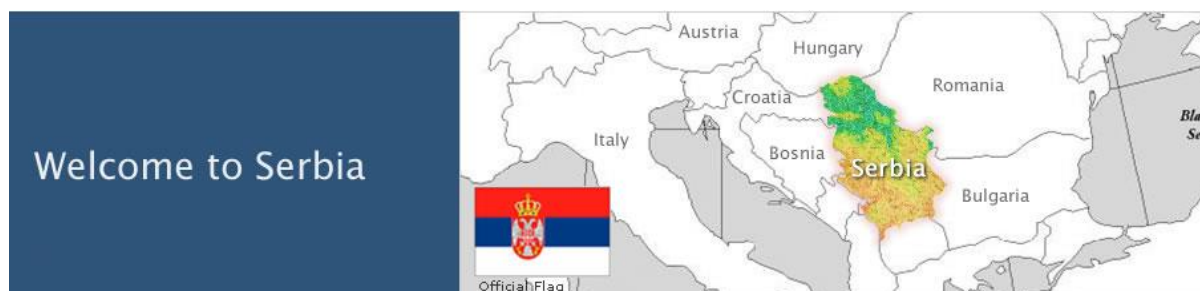 Welcome to Serbia
Austria
Hungary
Romania
Croatia
Italy
Bosnia
Serbia
Bulgaria
Official Flag